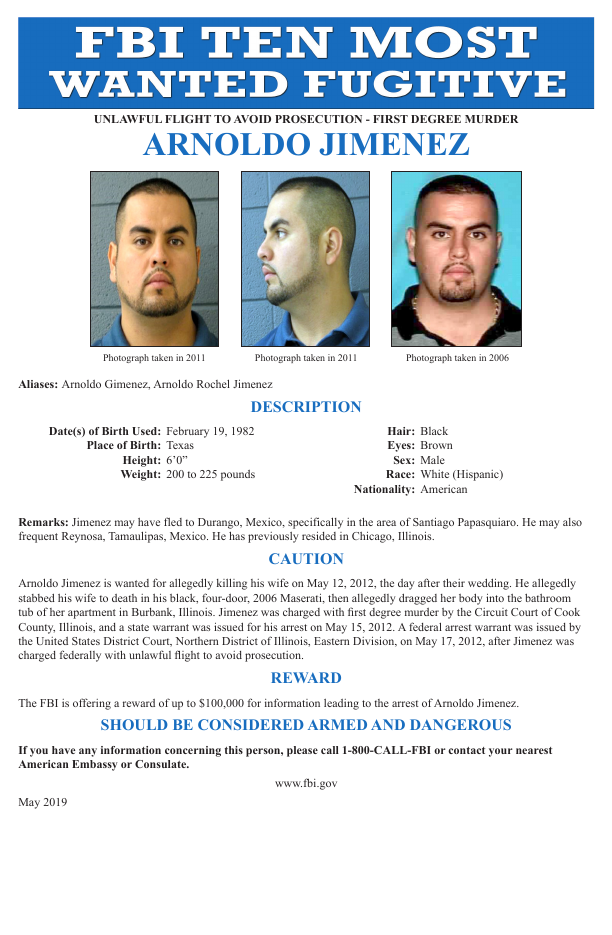 FBI TEN MOST
WANTED FUGITIVE
UNLAWFUL FLIGHT TO AVOID PROSECUTION - FIRST DEGREE MURDER
ARNOLDO JIMENEZ
Photograph taken in 2011
Photograph taken in 2011
Photograph taken in 2006
Aliases: Arnoldo Gimenez, Arnoldo Rochel Jimenez
DESCRIPTION
Date(s) of Birth Used: February 19, 1982
Place of Birth: Texas
Height: 6’0”
Weight: 200 to 225 pounds
Hair: Black
Eyes: Brown
Sex: Male
Race: White (Hispanic)
Nationality: American
Remarks: Jimenez may have fled to Durango, Mexico, specifically in the area of Santiago Papasquiaro. He may also
frequent Reynosa, Tamaulipas, Mexico. He has previously resided in Chicago, Illinois.
CAUTION
Arnoldo Jimenez is wanted for allegedly killing his wife on May 12, 2012, the day after their wedding. He allegedly
stabbed his wife to death in his black, four-door, 2006 Maserati, then allegedly dragged her body into the bathroom
tub of her apartment in Burbank, Illinois. Jimenez was charged with first degree murder by the Circuit Court of Cook
County, Illinois, and a state warrant was issued for his arrest on May 15, 2012. A federal arrest warrant was issued by
the United States District Court, Northern District of Illinois, Eastern Division, on May 17, 2012, after Jimenez was
charged federally with unlawful flight to avoid prosecution.
REWARD
The FBI is offering a reward of up to $100,000 for information leading to the arrest of Arnoldo Jimenez.
SHOULD BE CONSIDERED ARMED AND DANGEROUS
If you have any information concerning this person, please call 1-800-CALL-FBI or contact your nearest
American Embassy or Consulate.
www.fbi.gov
May 2019